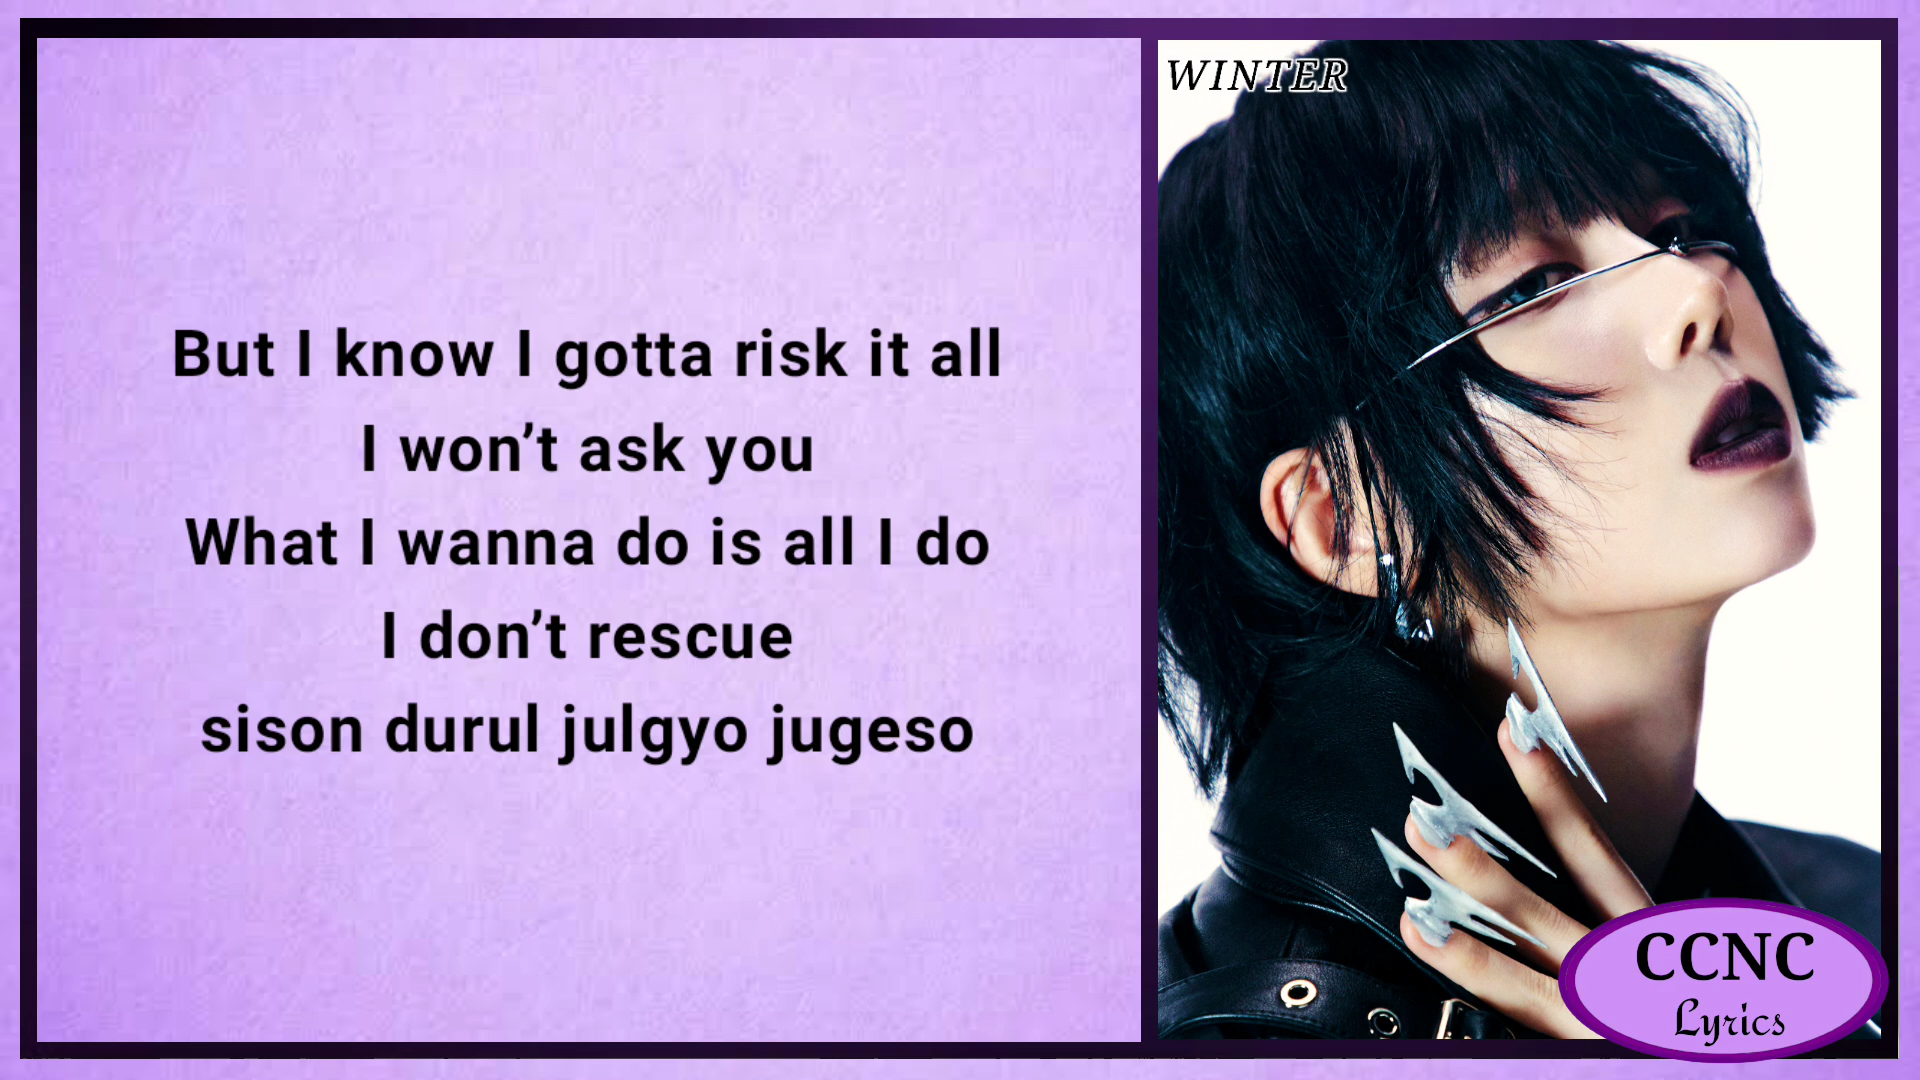 WINTER
But I know I gotta risk it all
I won’t ask you
What I wanna do is all I do
I don’t rescue
sison durul julgyo jugeso
CCNC
Lyrics